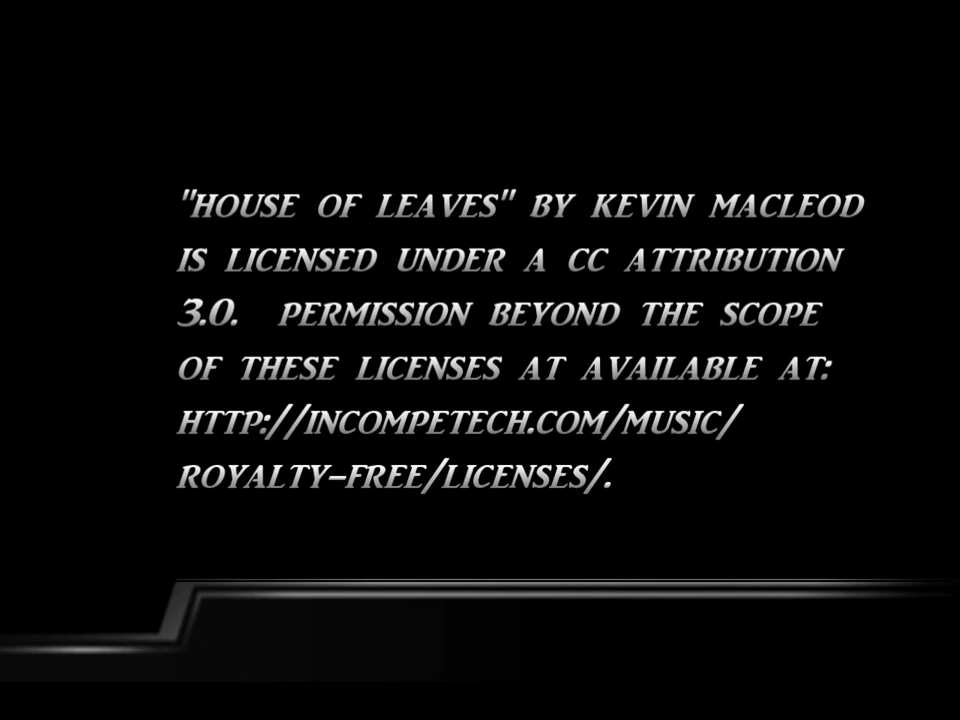 "HOUSE OF LEAVES" BY KEVIN MACLEOD
IS LICENSED UNDER A CC ATTRIBUTION
3.0. PERMISSION BEYOND THE SCOPE
OF THESE LICENSES AT AVAILABLE AT:
HTTP://INCOMPETECH.COM/MUSIC/
ROYALTY-FREE/LICENSES/.